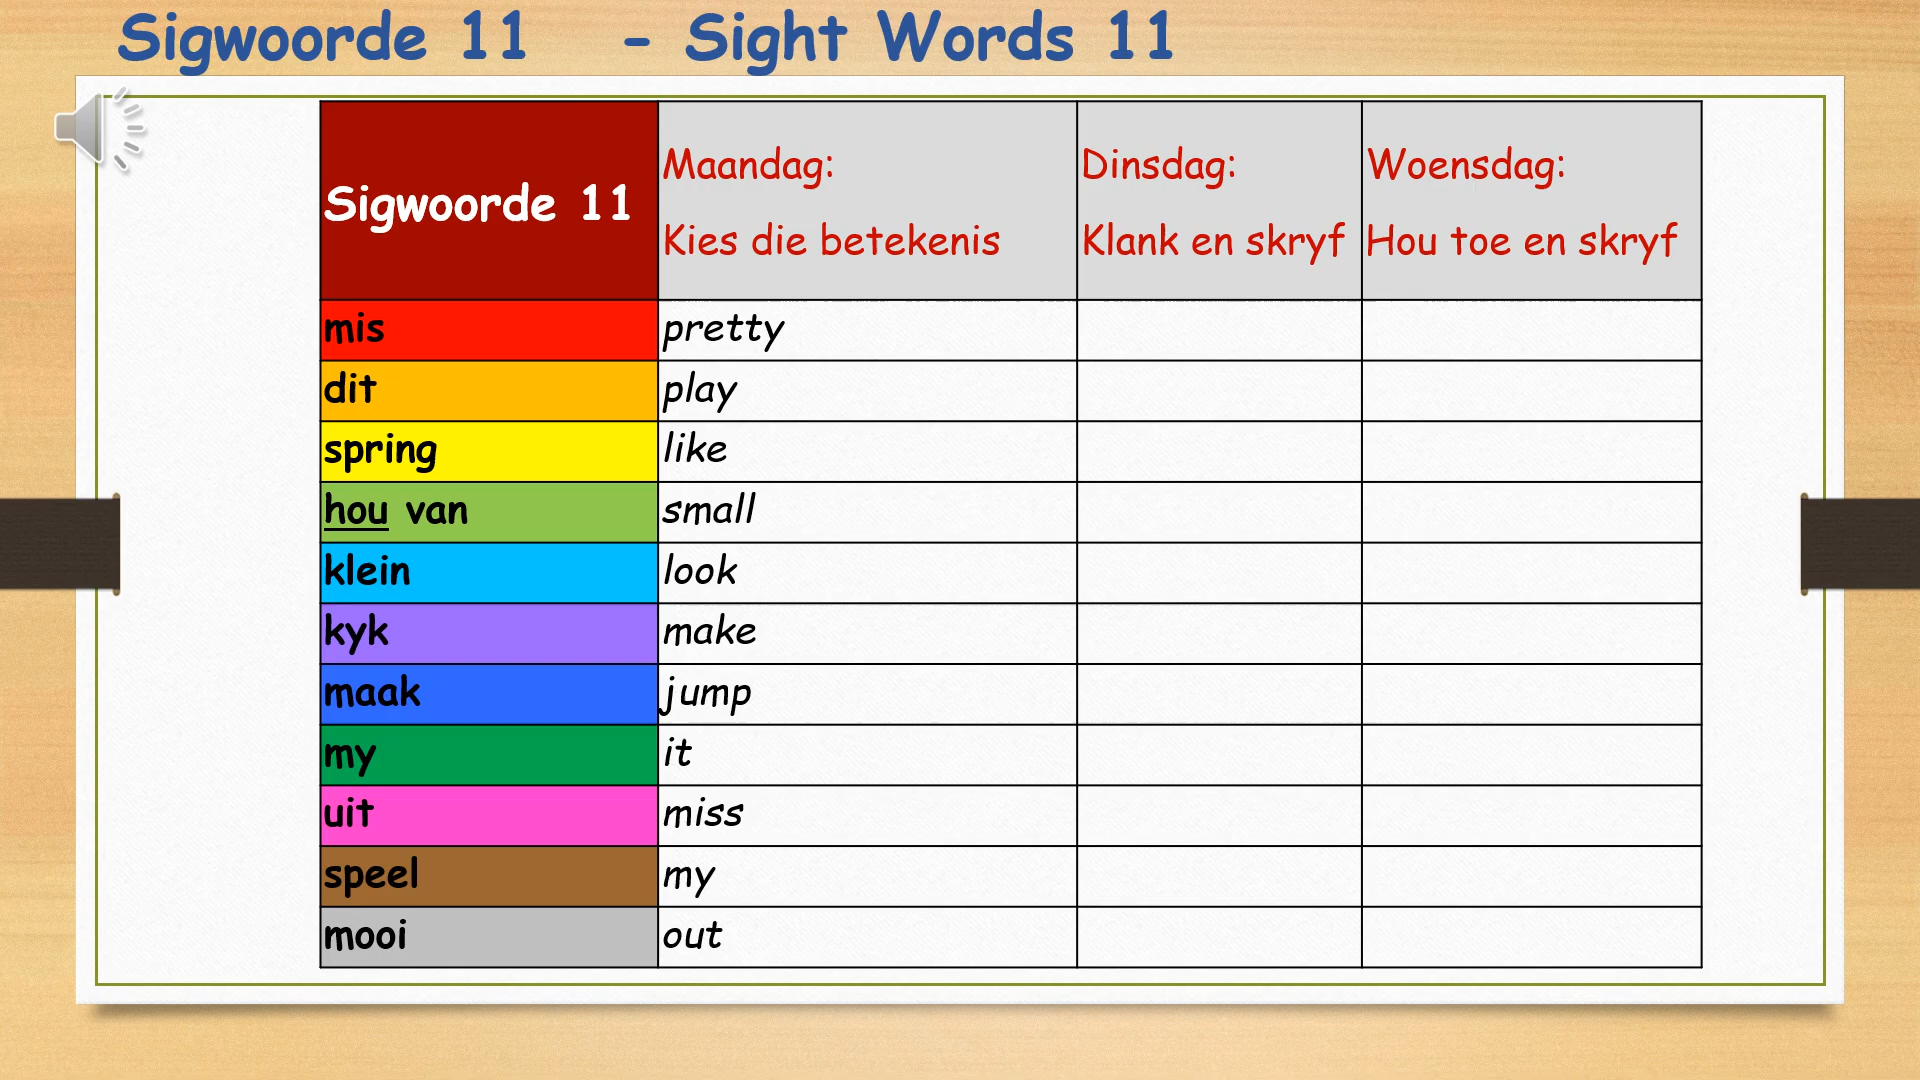 Sigwoorde 11 - Sight Words 11
Sigwoorde 11
Maandag:
Kies die betekenis
Dinsdag:
Klank en skryf
Woensdag:
Hou toe en skryf
mis pretty
dit play
spring like
hou van small
klein look
kyk make
maak jump
my it
uit miss
speel my
mooi out